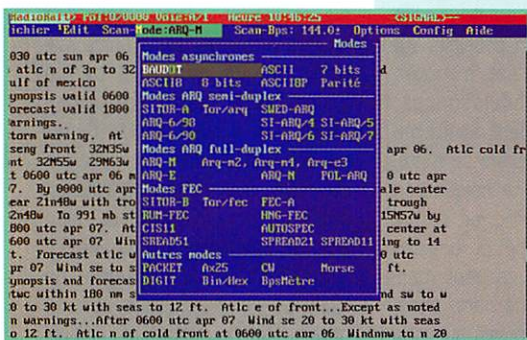 RadioRaft> Pol:0/0000 Voie:A/1 Heure 10:46:25 <SIGNAL>--
ichier 'Edit Scan- Mode:ARQ-M Scan-Bps: 144.0± Options Config Aide
Modes
030 utc sun apr 06 Modes asynchrones
atlc n of 3n to 32 BAUDOT ASCII 7 bits d
ulf of mexico ASCII8 8 bits ASCII8P Parité
ynopsis valid 0600 Modes ARQ semi-duplex
orecast valid 1800 SITOR-A Tor/arq SWED-ARQ
arnings. ARQ-6/90 SI-ARQ/4 SI-ARQ/5
torm warning. At ARQ-6/98 SI-ARQ/6 SI-ARQ/7
seng front 32N35w Modes ARQ full-duplex apr 06. Atlc cold fr
nt 32N55w 29N63w ARQ-M Arq-m2, Arq-m4, Arq-e3
t 0600 utc apr 06 m ARQ-E ARQ-N POL-ARQ 0 utc apr
7. By 0000 utc apr Modes FEC ale center
ear 21n48w with tro SITOR-B Tor/fec FEC-A trough
2n48w To 991 mb st RUM-FEC HNG-FEC 15N57w by
800 utc apr 07. At CIS11 AUTOSPEC center at
600 utc apr 07 Win SREAD51 SPREAD21 SPREAD11 ing to 14
t. Forecast atlc w Autres modes 0 utc
pr 07 Wind se to s PACKET Ax25 CW Morse ft.
ynopsis and forecas DIGIT Bin/Hex BpsMètre
twc within 180 nm s nd sw to w
0 to 30 kt with seas to 12 ft. Atlc e of front...Except as noted
n warnings...After 0600 utc apr 07 Wind se 20 to 30 kt with seas
o 12 ft. Atlc n of cold front at 0600 utc apr 06 Windnnw to n 20